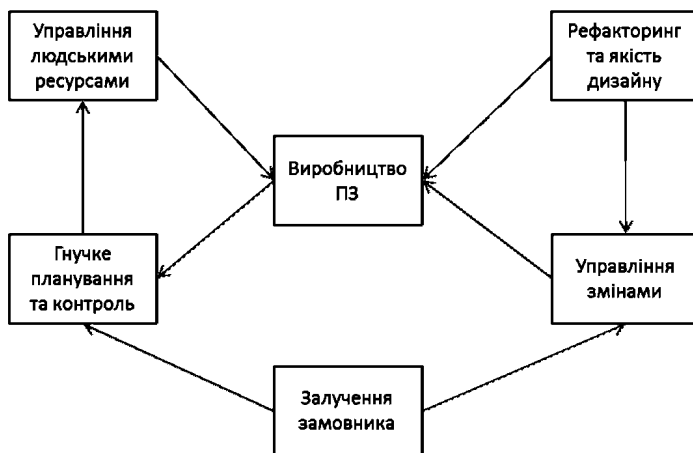 Управління
людськими
ресурсами
Рефакторинг
та якість
дизайну
Виробництво
ПЗ
Гнучке
планування
та контроль
Управління
змінами
Залучення
замовника